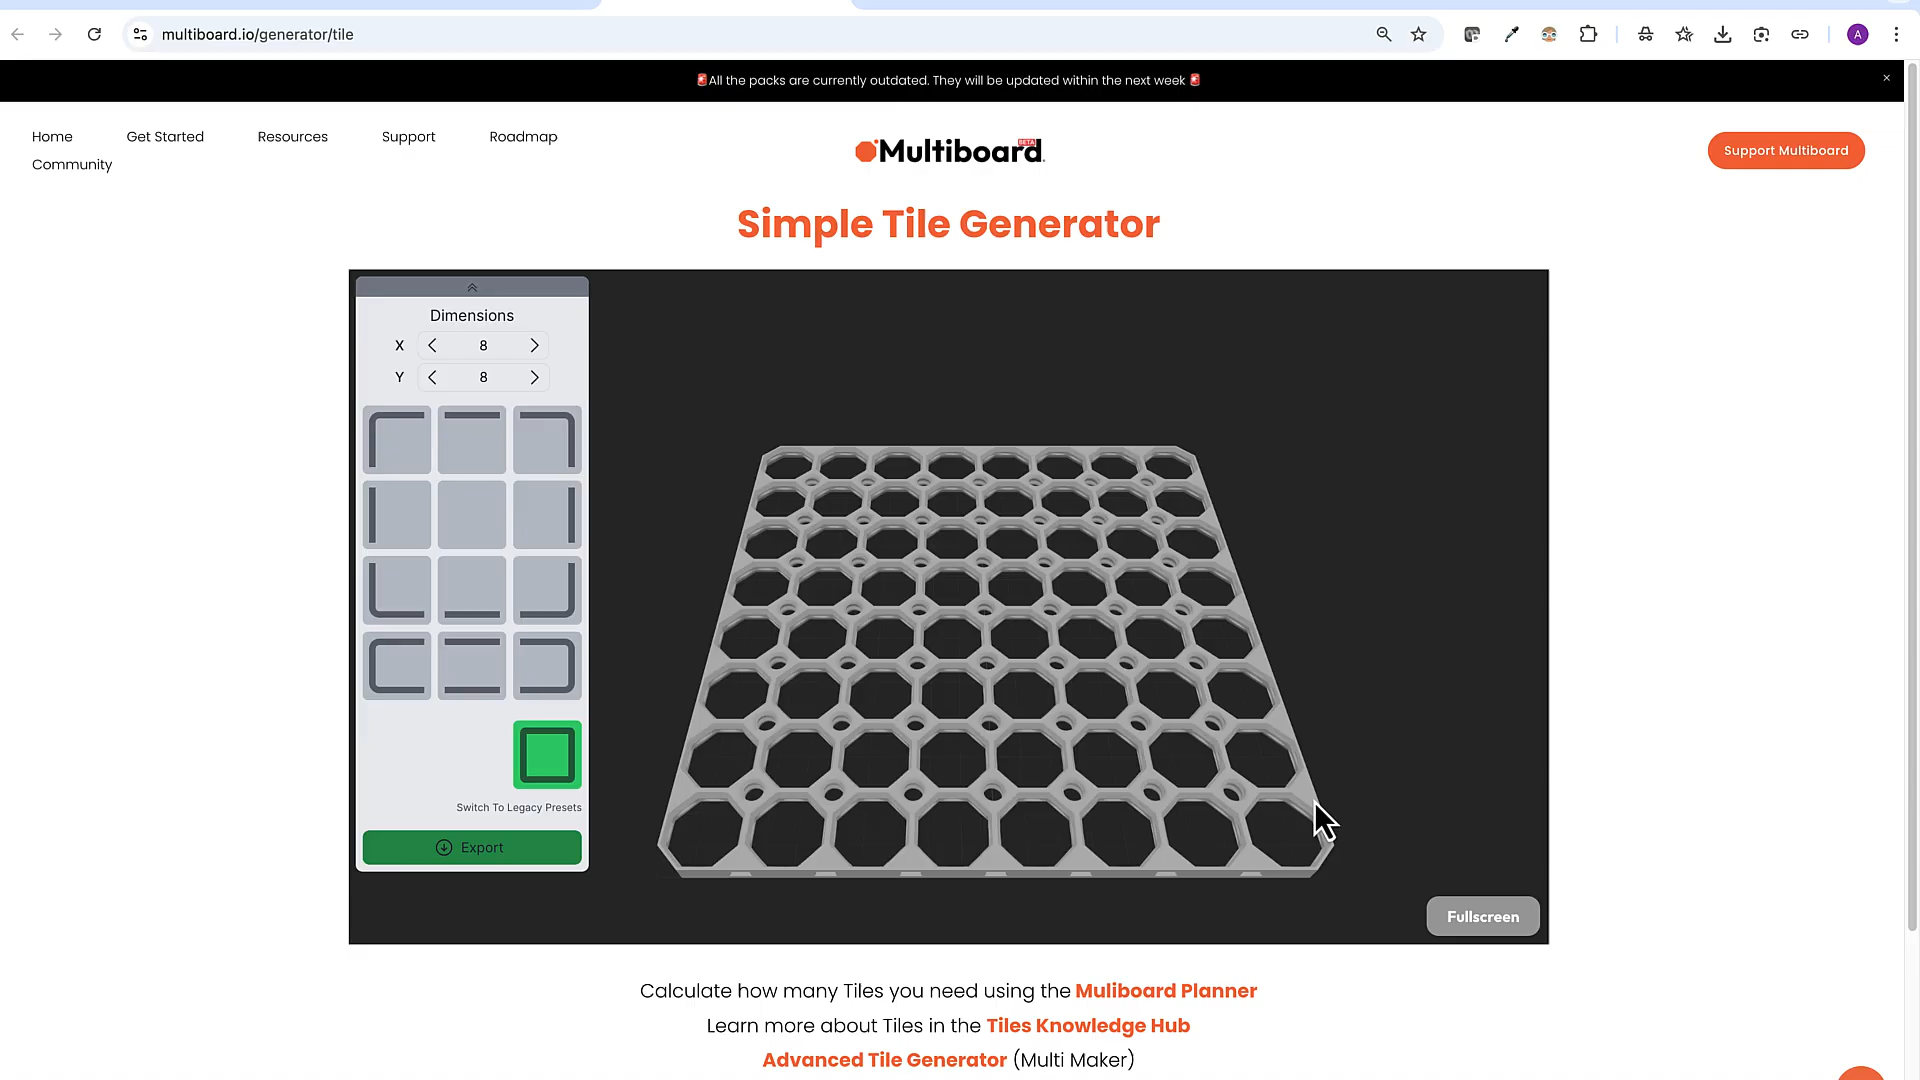 multiboard.io/generator/tile
A
🚨All the packs are currently outdated. They will be updated within the next week 🚨
Home
Get Started
Resources
Support
Roadmap
Community
Multiboard.
BETA
Support Multiboard
Simple Tile Generator
Dimensions
X
8
Y
8
Switch To Legacy Presets
Export
Fullscreen
Calculate how many Tiles you need using the Muliboard Planner
Learn more about Tiles in the Tiles Knowledge Hub
Advanced Tile Generator (Multi Maker)